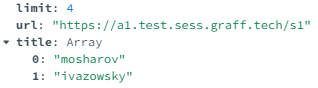 limit: 4
url: "https://a1.test.sess.graff.tech/s1"
title: Array
0: "mosharov"
1: "ivazowsky"